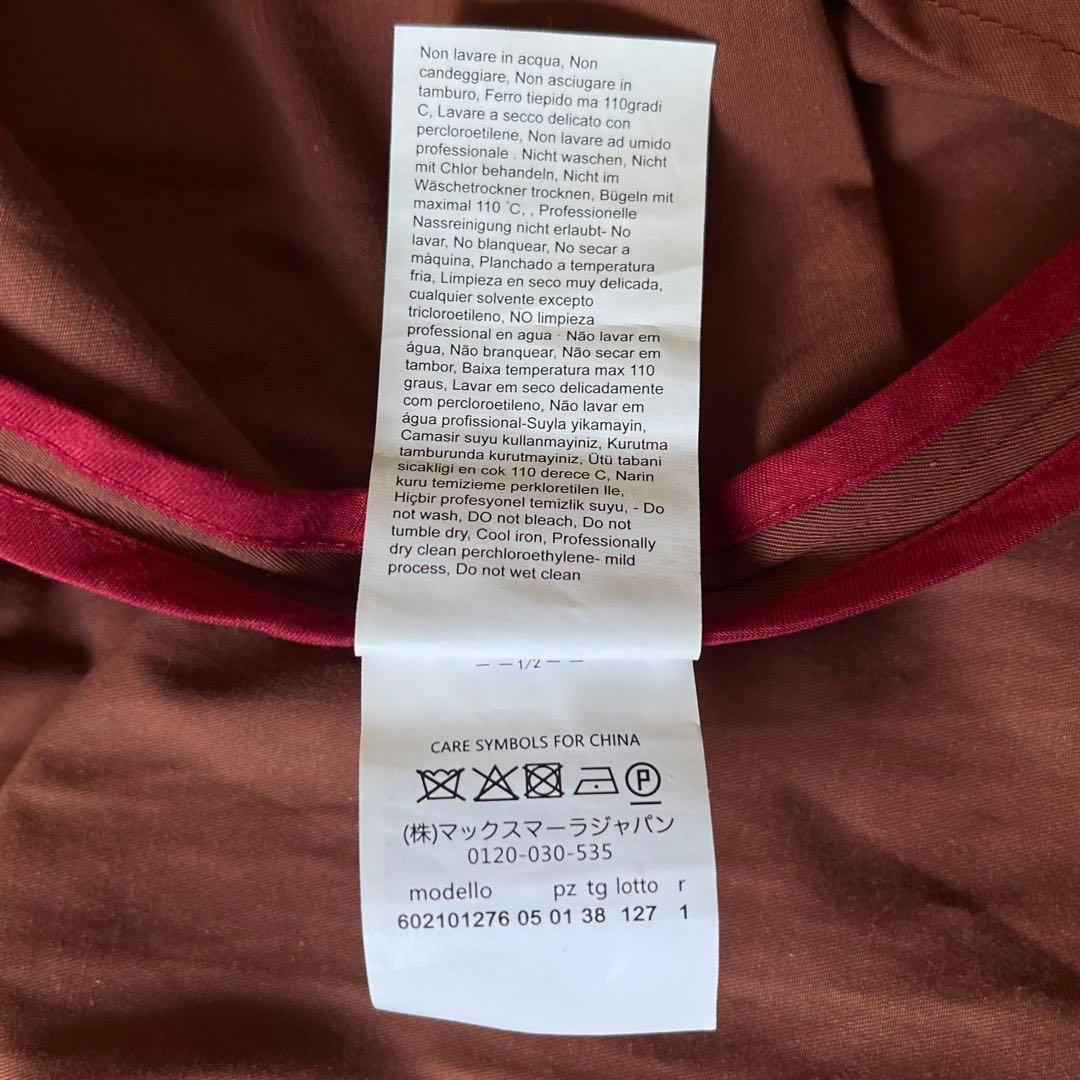 Non lavare in acqua, Non
candeggiare, Non asciugare in
tamburo, Ferro tiepido ma 110gradi
C, Lavare a secco delicato con
percloroetilene, Non lavare ad umido
professionale . Nicht waschen, Nicht
mit Chlor behandeln, Nicht im
Wäschetrockner trocknen, Bügeln mit
maximal 110 °C, , Professionelle
Nassreinigung nicht erlaubt- No
lavar, No blanquear, No secar a
màquina, Planchado a temperatura
fria, Limpieza en seco muy delicada,
cualquier solvente excepto
tricloroetileno, NO limpieza
professional en agua - Não lavar em
água, Não branquear, Não secar em
tambor, Baixa temperatura max 110
graus, Lavar em seco delicadamente
com percloroetileno, Não lavar em
água profissional-Suyla yikamayin,
Camasir suyu kullanmayiniz, Kurutma
tamburunda kurutmayiniz, Ütü tabani
sicakligi en cok 110 derece C, Narin
kuru temizieme perkloretilen Ile,
Hiçbir profesyonel temizlik suyu, - Do
not wash, DO not bleach, Do not
tumble dry, Cool iron, Professionally
dry clean perchloroethylene- mild
process, Do not wet clean
— — 1/2 — —
CARE SYMBOLS FOR CHINA
P
(株)マックスマーラジャパン
0120-030-535
modello pz tg lotto r
602101276 05 01 38 127 1